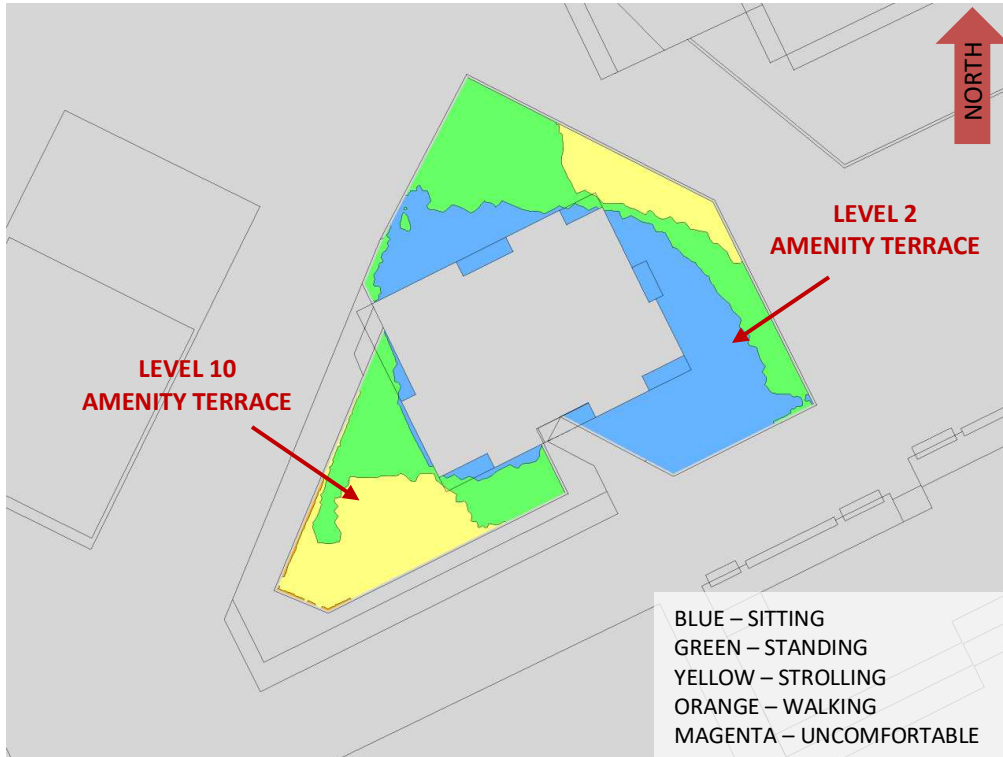 NORTH
LEVEL 2
AMENITY TERRACE
LEVEL 10
AMENITY TERRACE
BLUE – SITTING
GREEN – STANDING
YELLOW – STROLLING
ORANGE – WALKING
MAGENTA – UNCOMFORTABLE